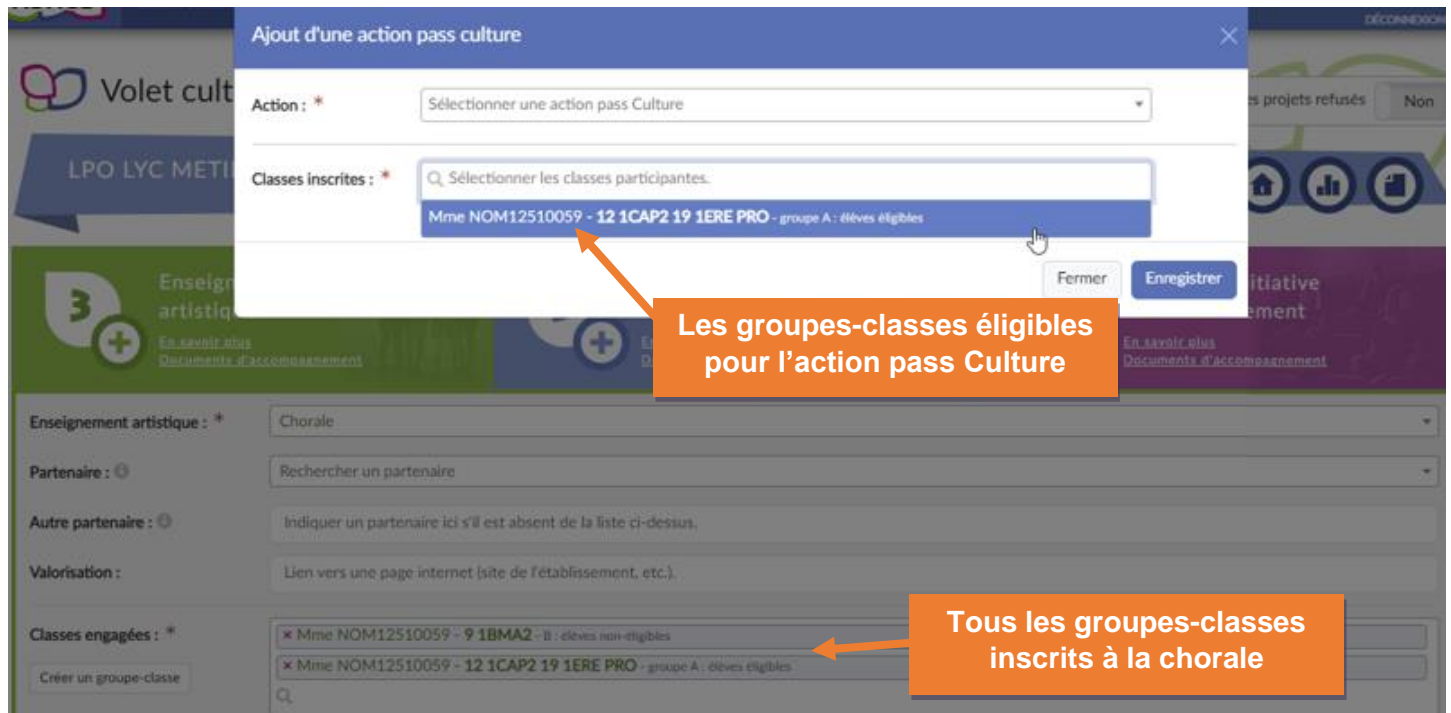 DÉCONNEXION
Ajout d'une action pass culture
Volet cult
Action : *
Sélectionner une action pass Culture
es projets refusés
Non
LPO LYC METI
Classes inscrites : *
Sélectionner les classes participantes.
Mme NOM12510059 - 12 1CAP2 19 1ERE PRO - groupe A : élèves éligibles
Fermer
Enregistrer
3
Enseign
artistiq
En savoir plus
Documents d'accompagnement
itiative
ement
En savoir plus
Documents d'accompagnement
Les groupes-classes éligibles
pour l'action pass Culture
Enseignement artistique : *
Chorale
Partenaire :
Rechercher un partenaire
Autre partenaire :
Indiquer un partenaire ici s'il est absent de la liste ci-dessus.
Valorisation :
Lien vers une page internet (site de l'établissement, etc.).
Classes engagées : *
× Mme NOM12510059 - 9 1BMA2 - B : élèves non-éligibles
× Mme NOM12510059 - 12 1CAP2 19 1ERE PRO - groupe A : élèves éligibles
Créer un groupe-classe
Tous les groupes-classes
inscrits à la chorale